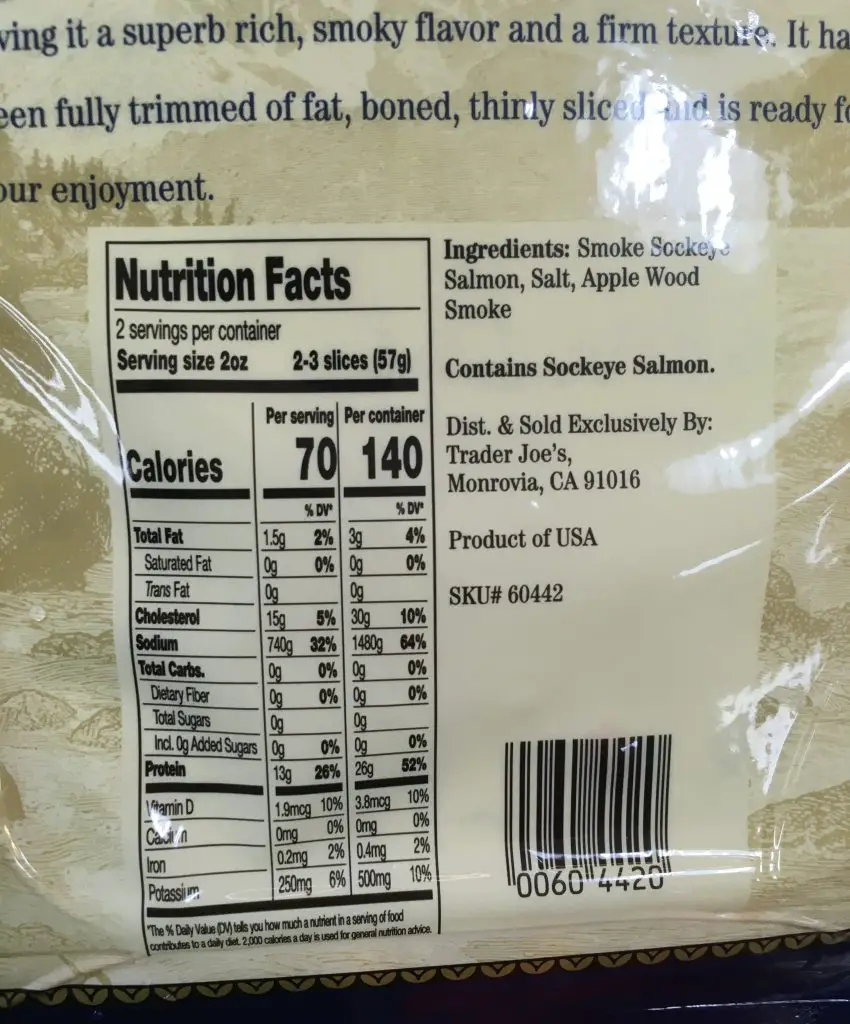 ving it a superb rich, smoky flavor and a firm texture. It ha
een fully trimmed of fat, boned, thinly sliced and is ready fo
our enjoyment.
Nutrition Facts
2 servings per container
Serving size 2oz 2-3 slices (57g)
Per serving Per container
Calories 70 140
% DV* % DV*
Total Fat 1.5g 2% 3g 4%
Saturated Fat 0g 0% 0g 0%
Trans Fat 0g 0g
Cholesterol 15g 5% 30g 10%
Sodium 740g 32% 1480g 64%
Total Carbs. 0g 0% 0g 0%
Dietary Fiber 0g 0% 0g 0%
Total Sugars 0g 0g
Incl. 0g Added Sugars 0g 0% 0g 0%
Protein 13g 26% 26g 52%
Vitamin D 1.9mcg 10% 3.8mcg 10%
Calcium 0mg 0% 0mg 0%
Iron 0.2mg 2% 0.4mg 2%
Potassium 250mg 6% 500mg 10%
*The % Daily Value (DV) tells you how much a nutrient in a serving of food
contributes to a daily diet. 2,000 calories a day is used for general nutrition advice.
Ingredients: Smoke Sockeye
Salmon, Salt, Apple Wood
Smoke
Contains Sockeye Salmon.
Dist. & Sold Exclusively By:
Trader Joe's,
Monrovia, CA 91016
Product of USA
SKU# 60442
0060 4420